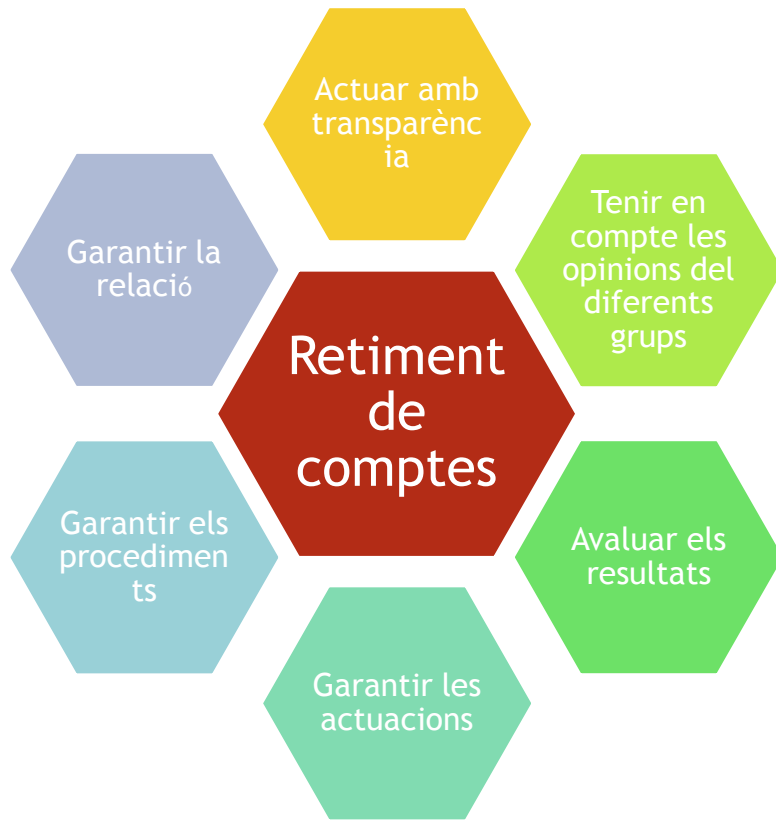 Actuar amb
transparènc
ia
Tenir en
compte les
opinions del
diferents
grups
Avaluar els
resultats
Garantir les
actuacions
Garantir els
procedimen
ts
Garantir la
relació
Retiment
de
comptes